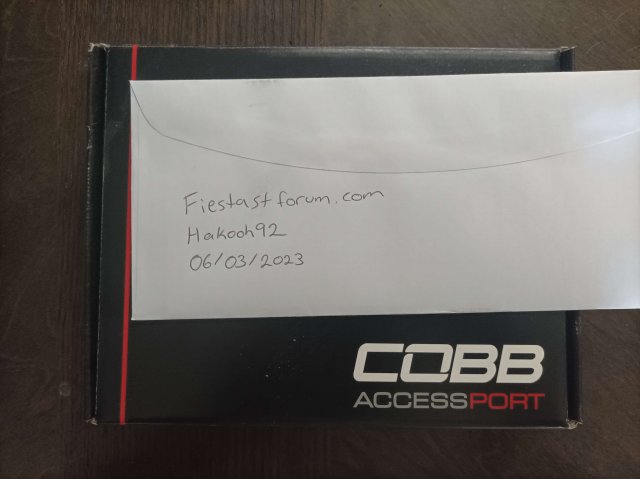 Fiestastforum.com
Hakooh92
06/03/2023
COBB
ACCESSPORT